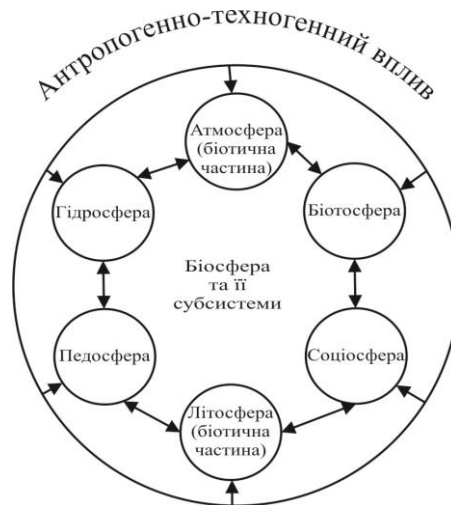 Антропогенно-техногенний вплив
Атмосфера
(біотична
частина)
Гідросфера
Біотосфера
Біосфера
та її
субсистеми
Педосфера
Соціосфера
Літосфера
(біотична
частина)